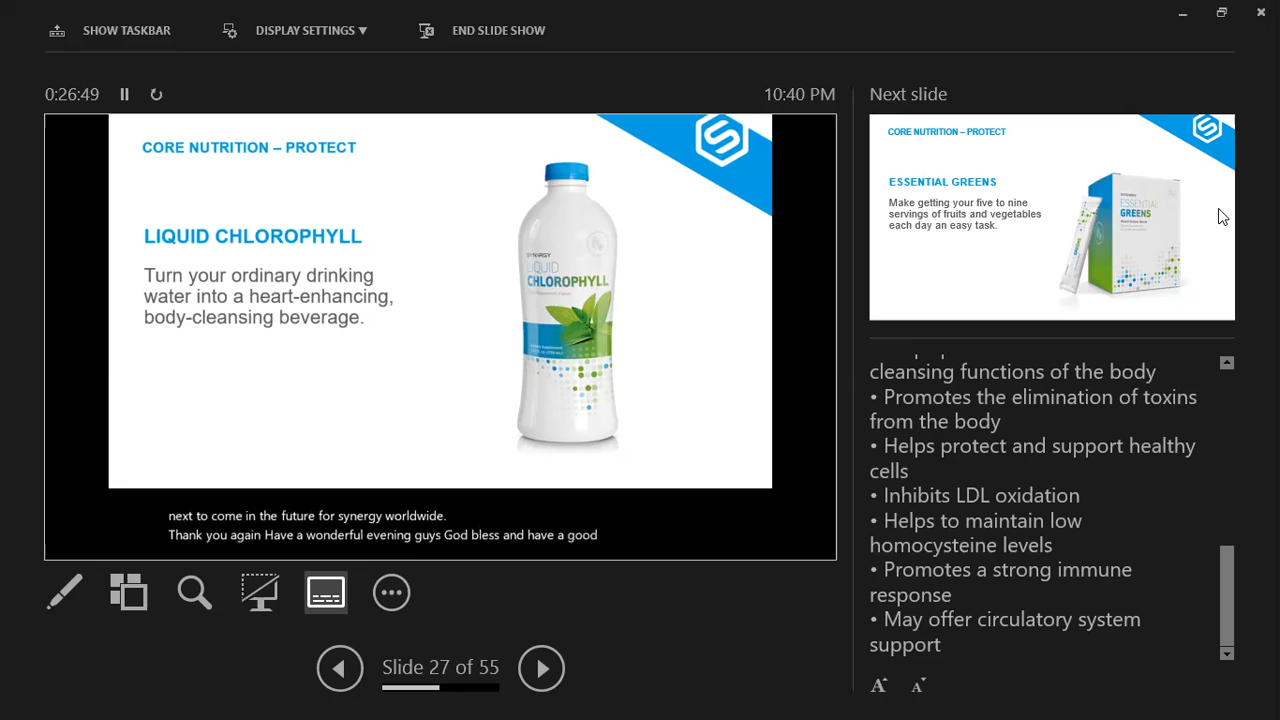 SHOW TASKBAR
DISPLAY SETTINGS ▼
END SLIDE SHOW
0:26:49
10:40 PM
CORE NUTRITION – PROTECT
LIQUID CHLOROPHYLL
Turn your ordinary drinking
water into a heart-enhancing,
body-cleansing beverage.
SYNERGY
LIQUID
CHLOROPHYLL
next to come in the future for synergy worldwide.
Thank you again Have a wonderful evening guys God bless and have a good
Slide 27 of 55
Next slide
CORE NUTRITION – PROTECT
ESSENTIAL GREENS
Make getting your five to nine
servings of fruits and vegetables
each day an easy task.
SYNERGY
ESSENTIAL
GREENS
cleansing functions of the body
• Promotes the elimination of toxins
from the body
• Helps protect and support healthy
cells
• Inhibits LDL oxidation
• Helps to maintain low
homocysteine levels
• Promotes a strong immune
response
• May offer circulatory system
support
A A